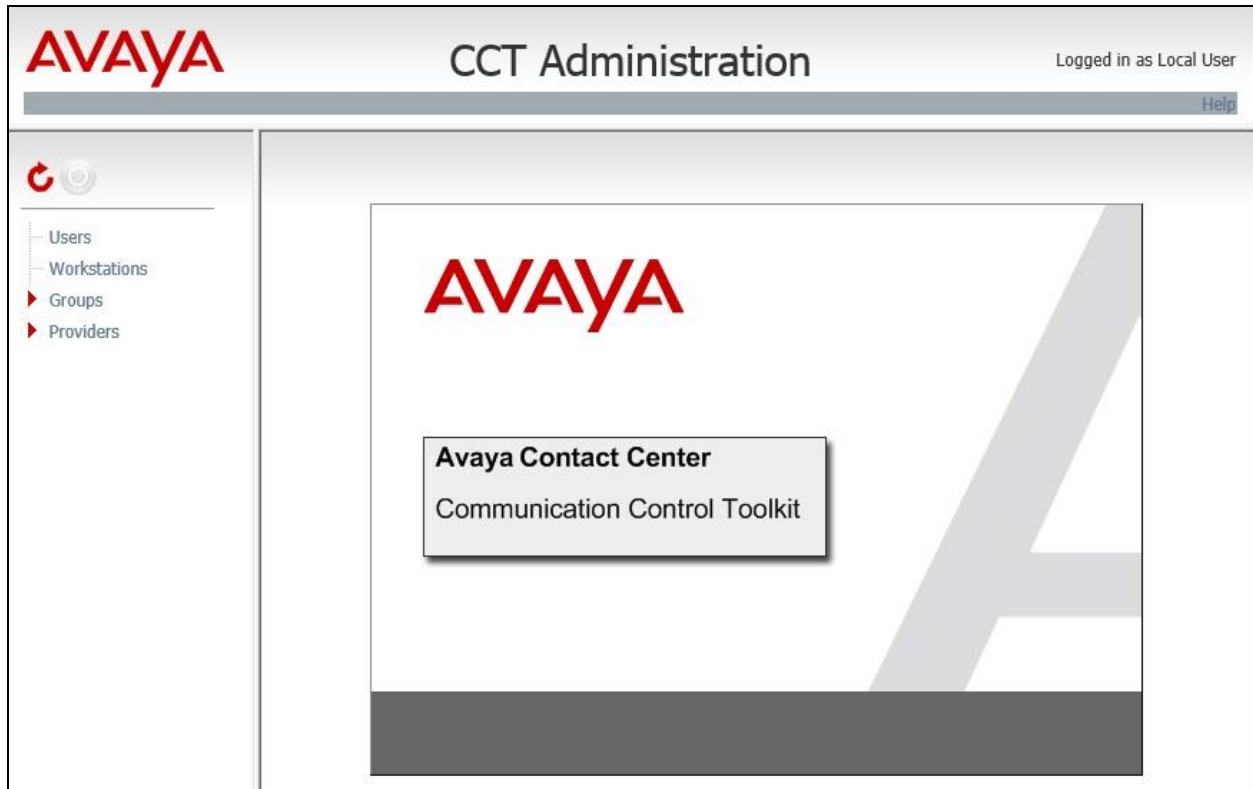 AVAYA
CCT Administration
Logged in as Local User
Help
Users
Workstations
Groups
Providers
AVAYA
Avaya Contact Center
Communication Control Toolkit